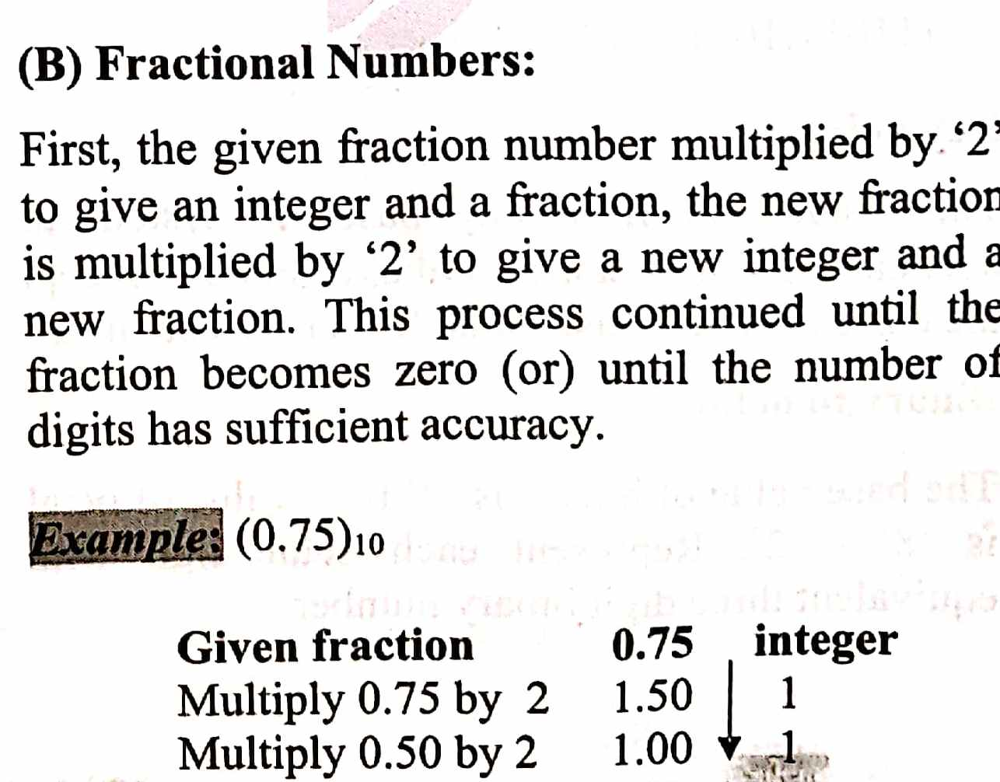 (B) Fractional Numbers:
First, the given fraction number multiplied by ‘2’
to give an integer and a fraction, the new fraction
is multiplied by ‘2’ to give a new integer and a
new fraction. This process continued until the
fraction becomes zero (or) until the number of
digits has sufficient accuracy.
Example: (0.75)10
Given fraction 0.75 integer
Multiply 0.75 by 2 1.50 1
Multiply 0.50 by 2 1.00 1